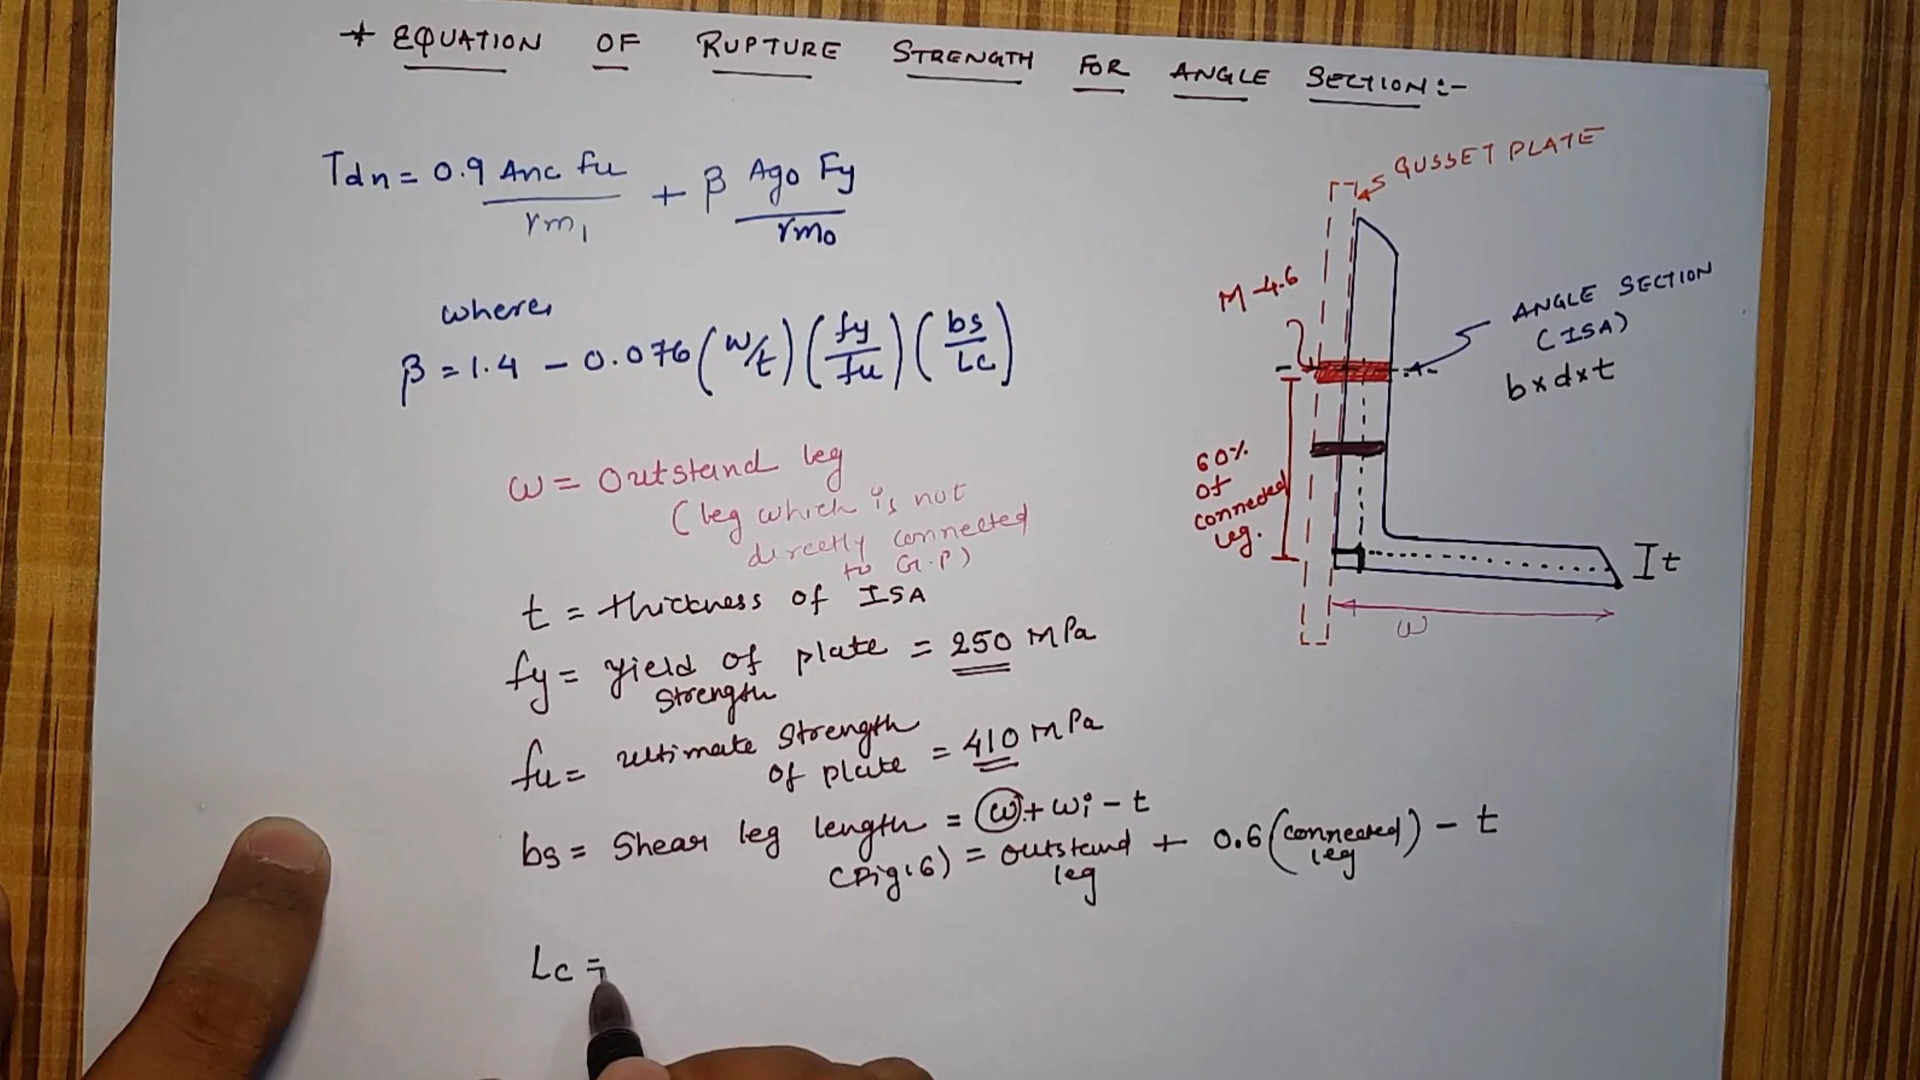 * EQUATION OF RUPTURE STRENGTH FOR ANGLE SECTION:-
Tdn = 0.9 Anc fu / γm1 + β Ago Fy / γm0
where,
β = 1.4 - 0.076 (w/t) (fy/fu) (bs/Lc)
w = outstand leg
(leg which is not
directly connected
to G.P)
t = thickness of ISA
fy = yield of plate = 250 MPa
strength
fu = ultimate strength
of plate = 410 MPa
bs = Shear leg length = w + wi - t
(Fig. 6) = outstand leg + 0.6 (connected leg) - t
Lc =
GUSSET PLATE
M-4.6
ANGLE SECTION
(ISA)
b x d x t
60%
of
connected
leg.
t
w